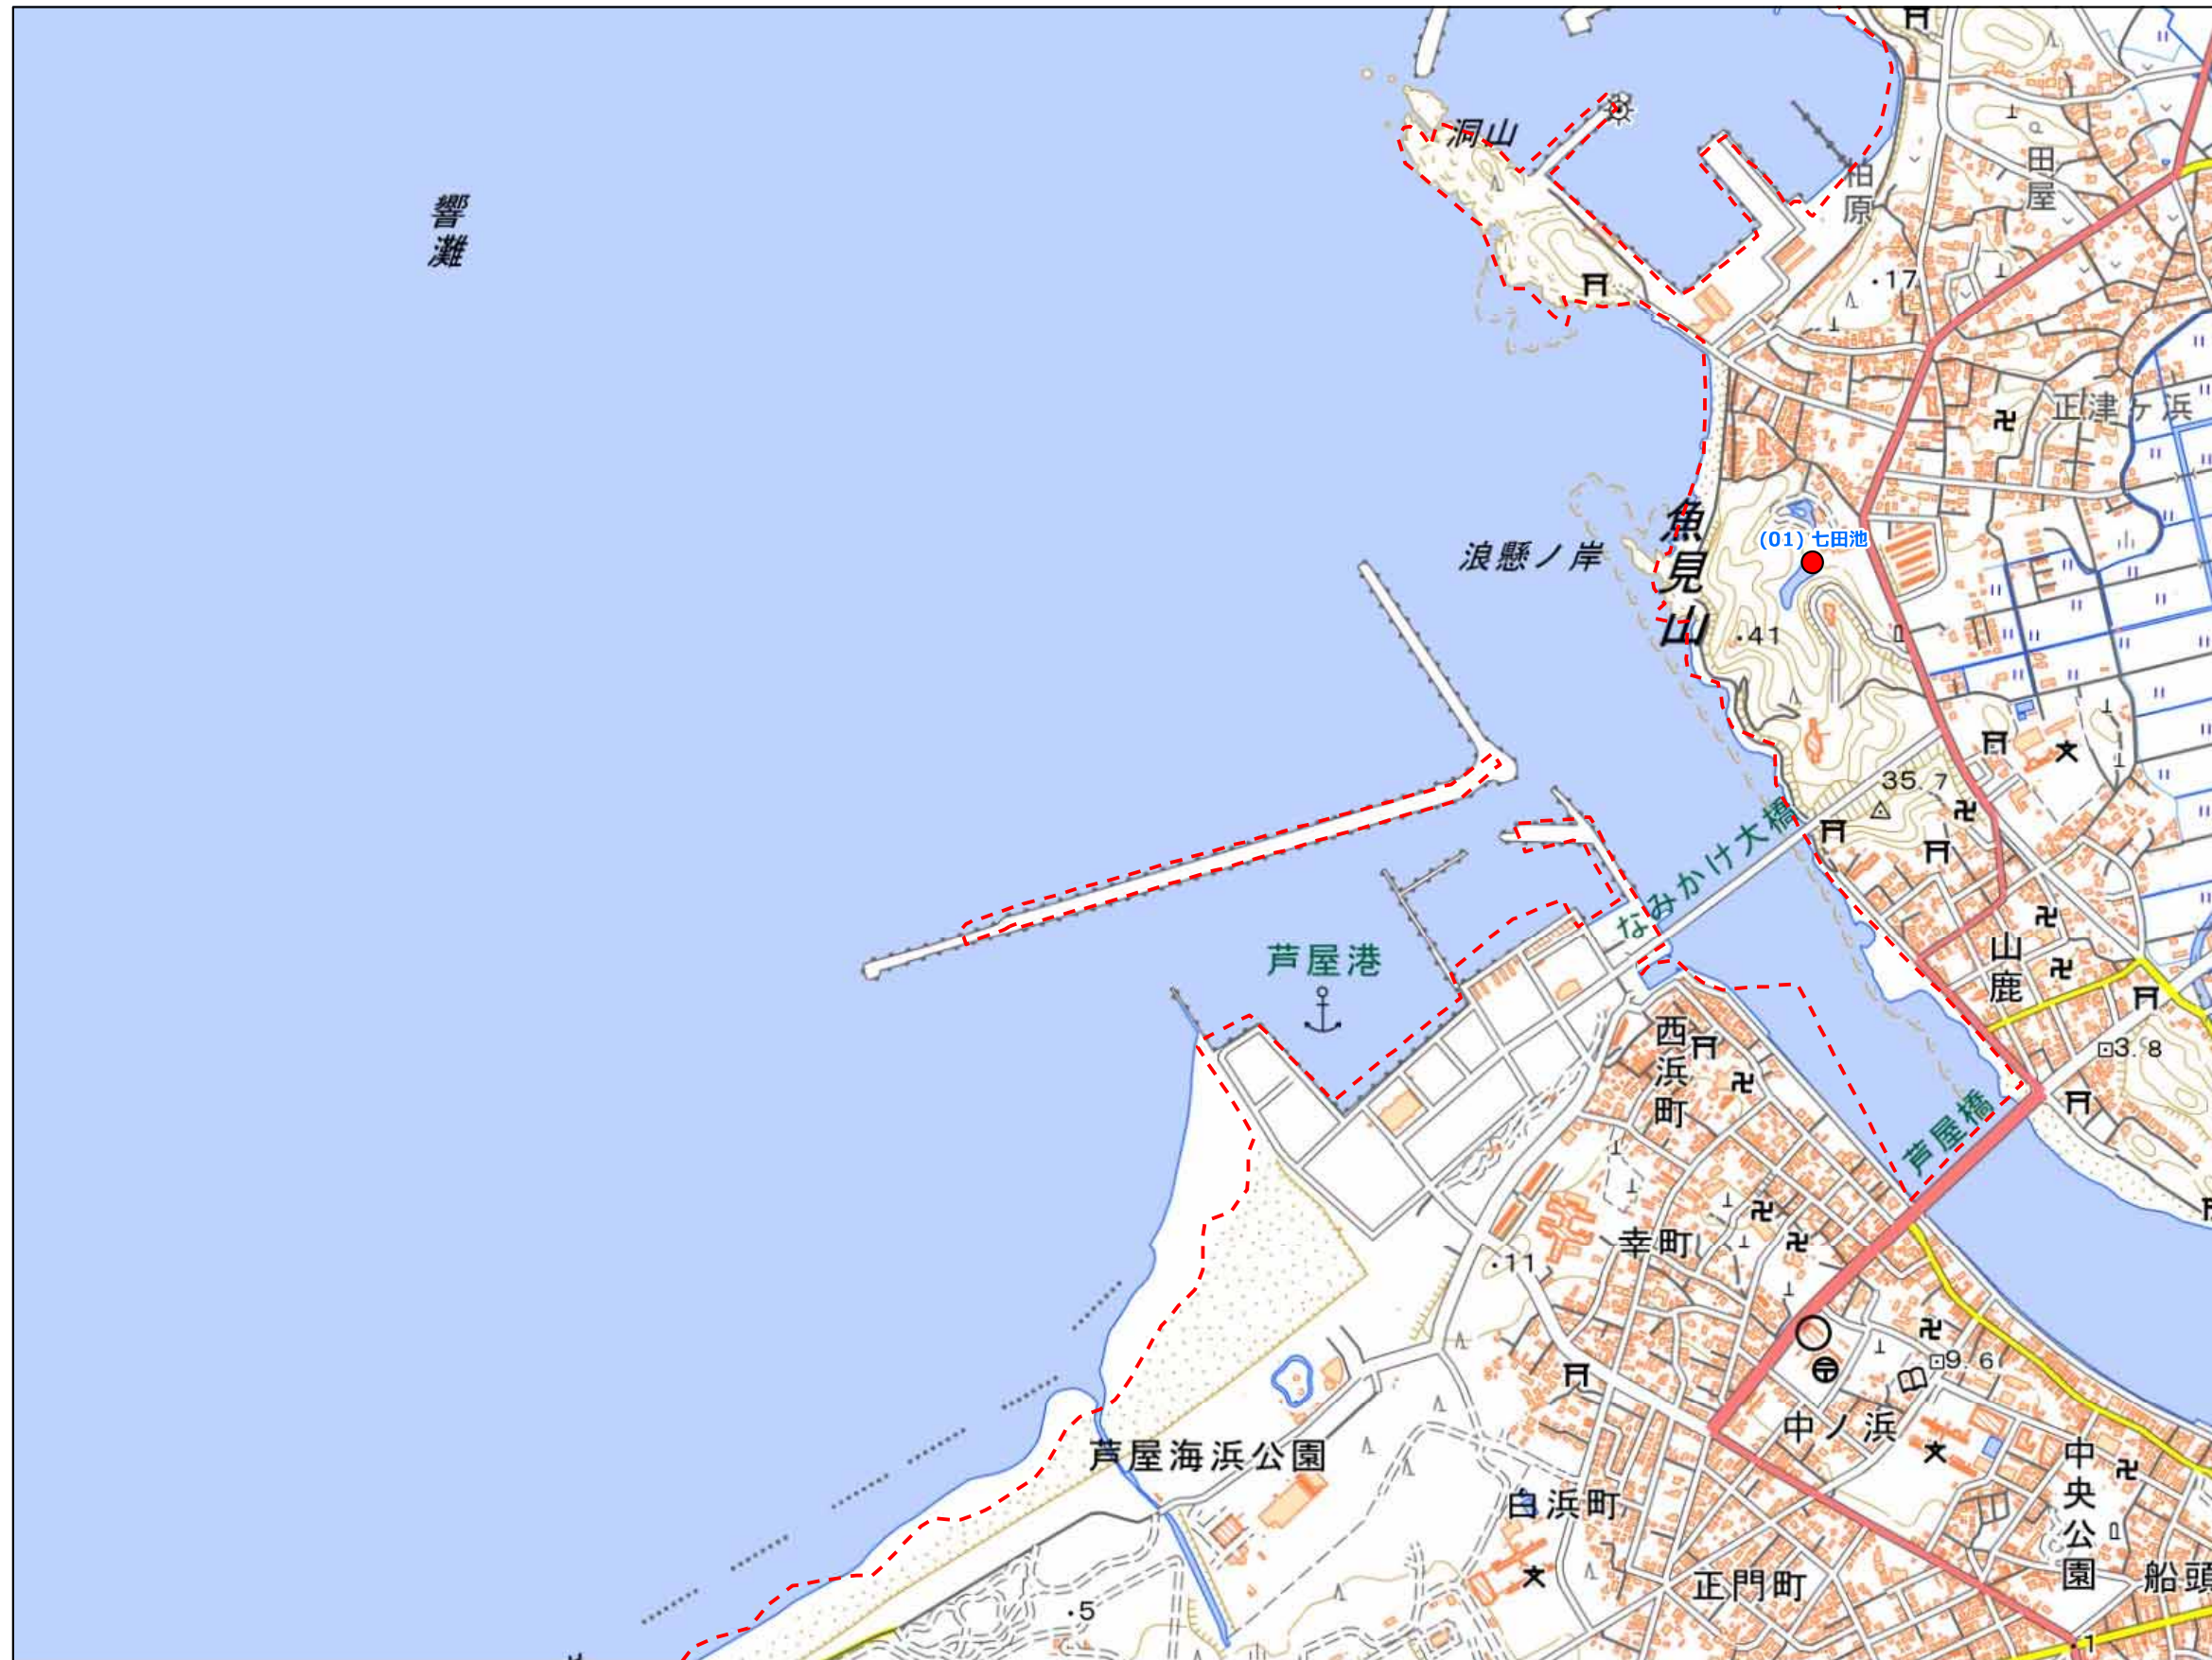 洞山
響灘
柏原
田屋
・17
正津ヶ浜
(01) 七田池
浪懸ノ岸
魚見山
・41
35.7
なみかけ大橋
芦屋港
山鹿
西浜町
3.8
芦屋橋
幸町
・11
9.6
中ノ浜
芦屋海浜公園
白浜町
中央公園
正門町
船頭
・5
・1